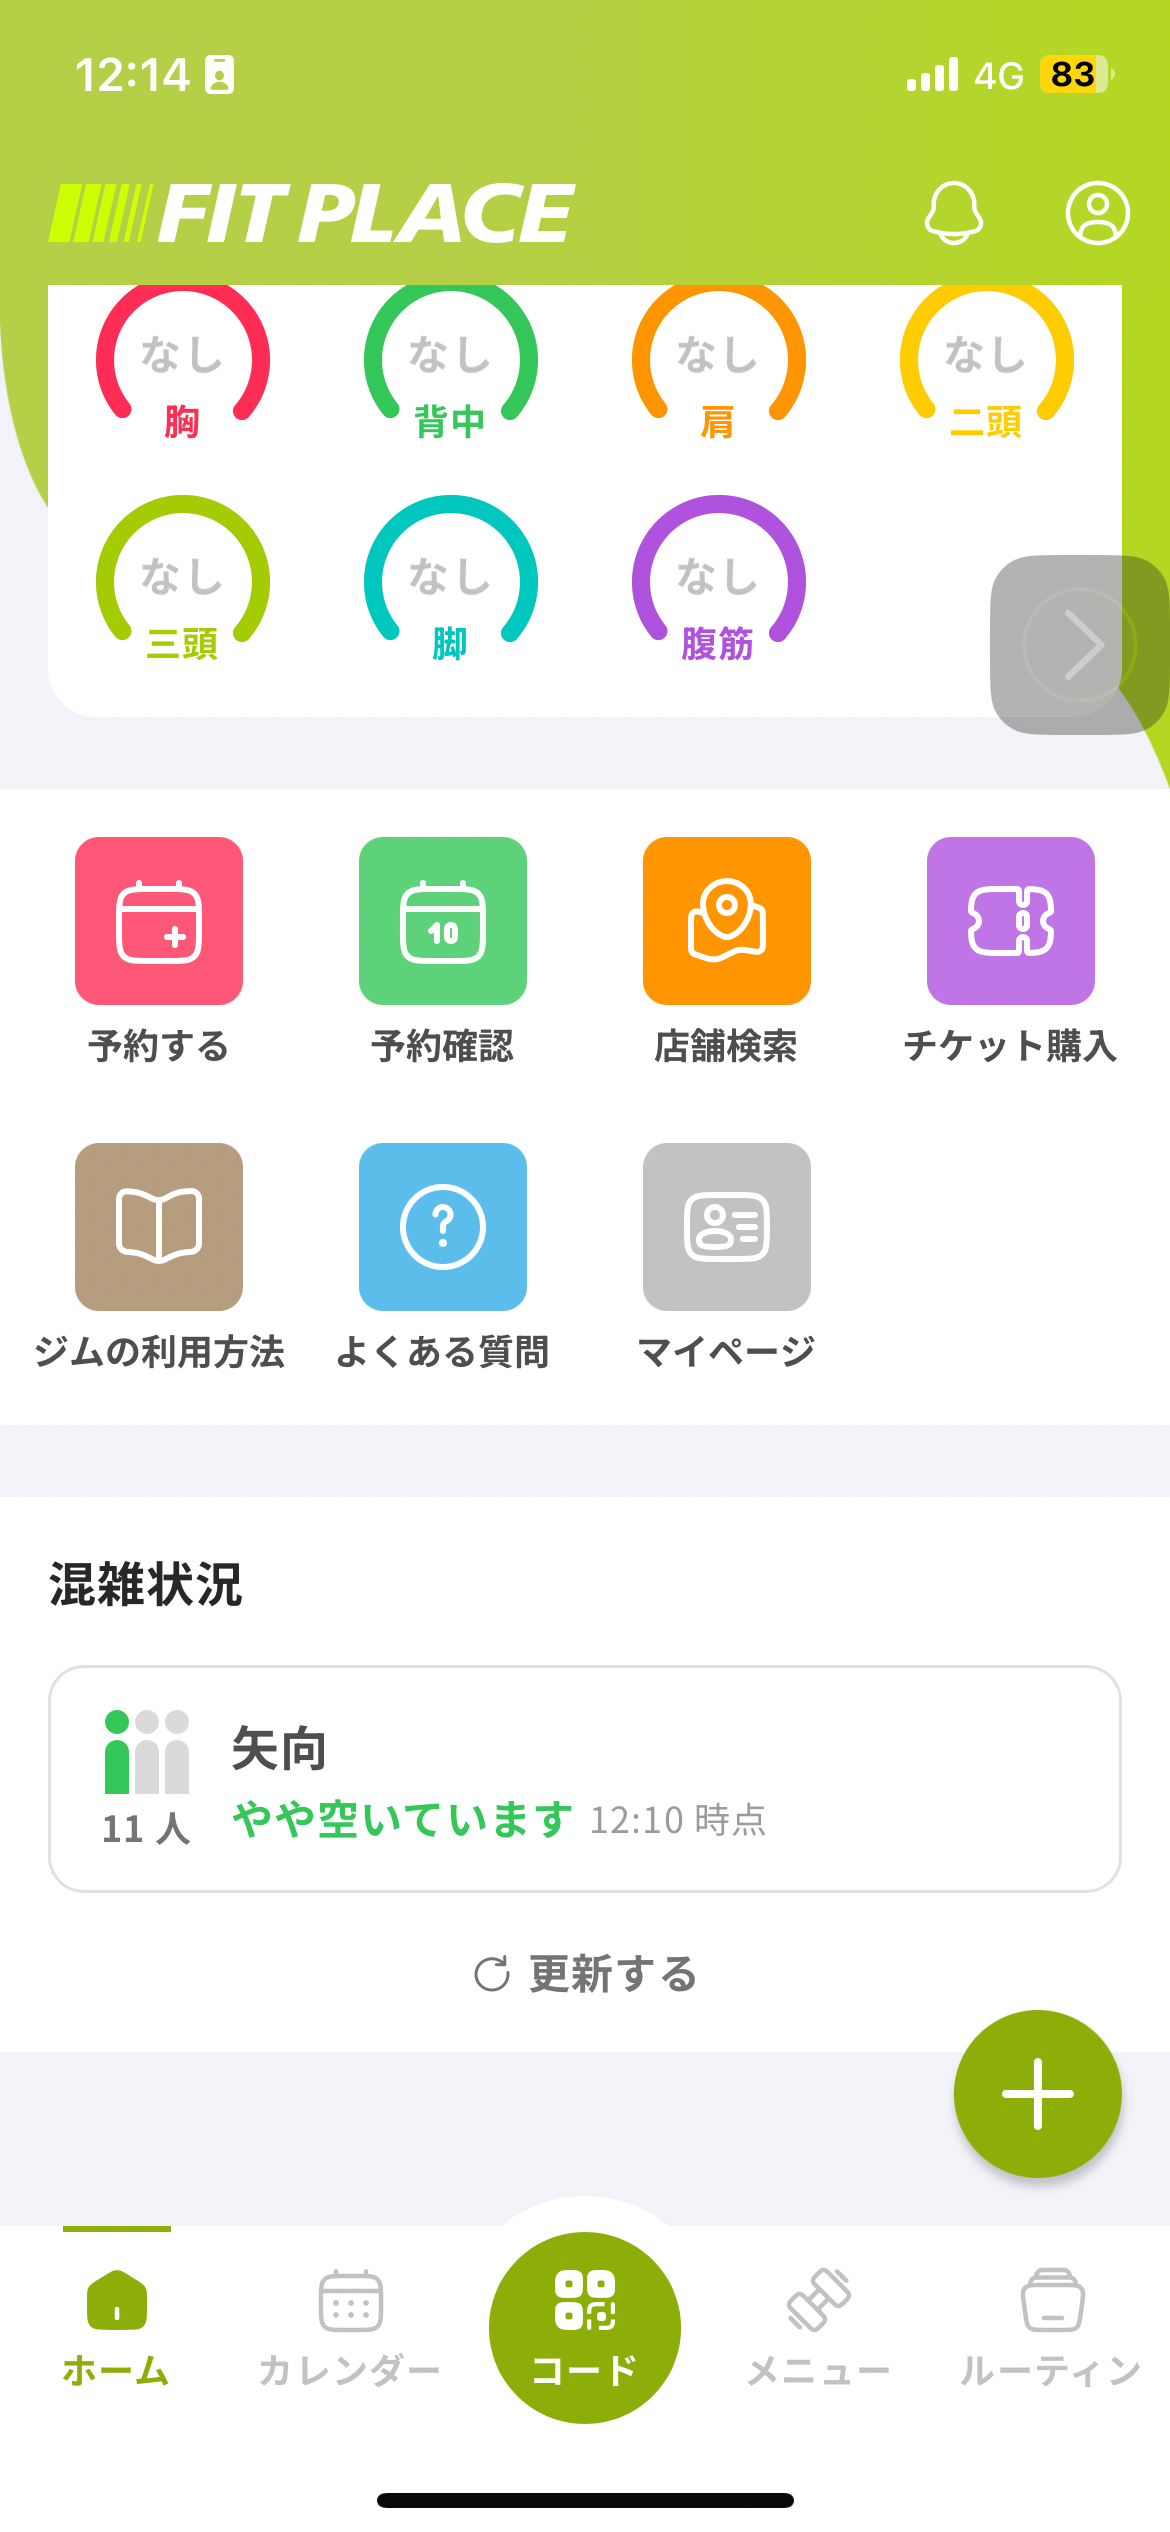 12:14
4G 83
FIT PLACE
なし なし なし なし
胸 背中 肩 二頭
なし なし なし
三頭 脚 腹筋
10
予約する 予約確認 店舗検索 チケット購入
?
ジムの利用方法 よくある質問 マイページ
混雑状況
矢向
11 人 やや空いています 12:10 時点
更新する
ホーム カレンダー コード メニュー ルーティン